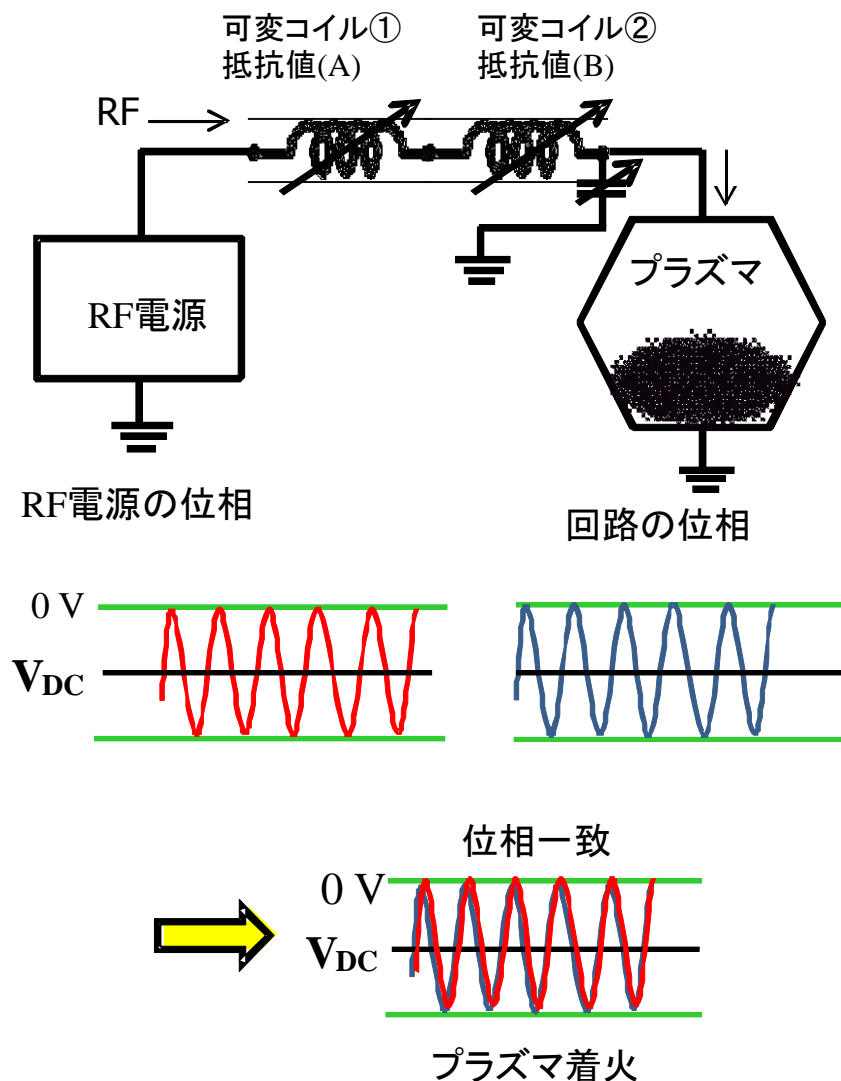 可変コイル①
抵抗値(A)
可変コイル②
抵抗値(B)
RF
RF電源
プラズマ
RF電源の位相
回路の位相
0 V
VDC
位相一致
0 V
VDC
プラズマ着火